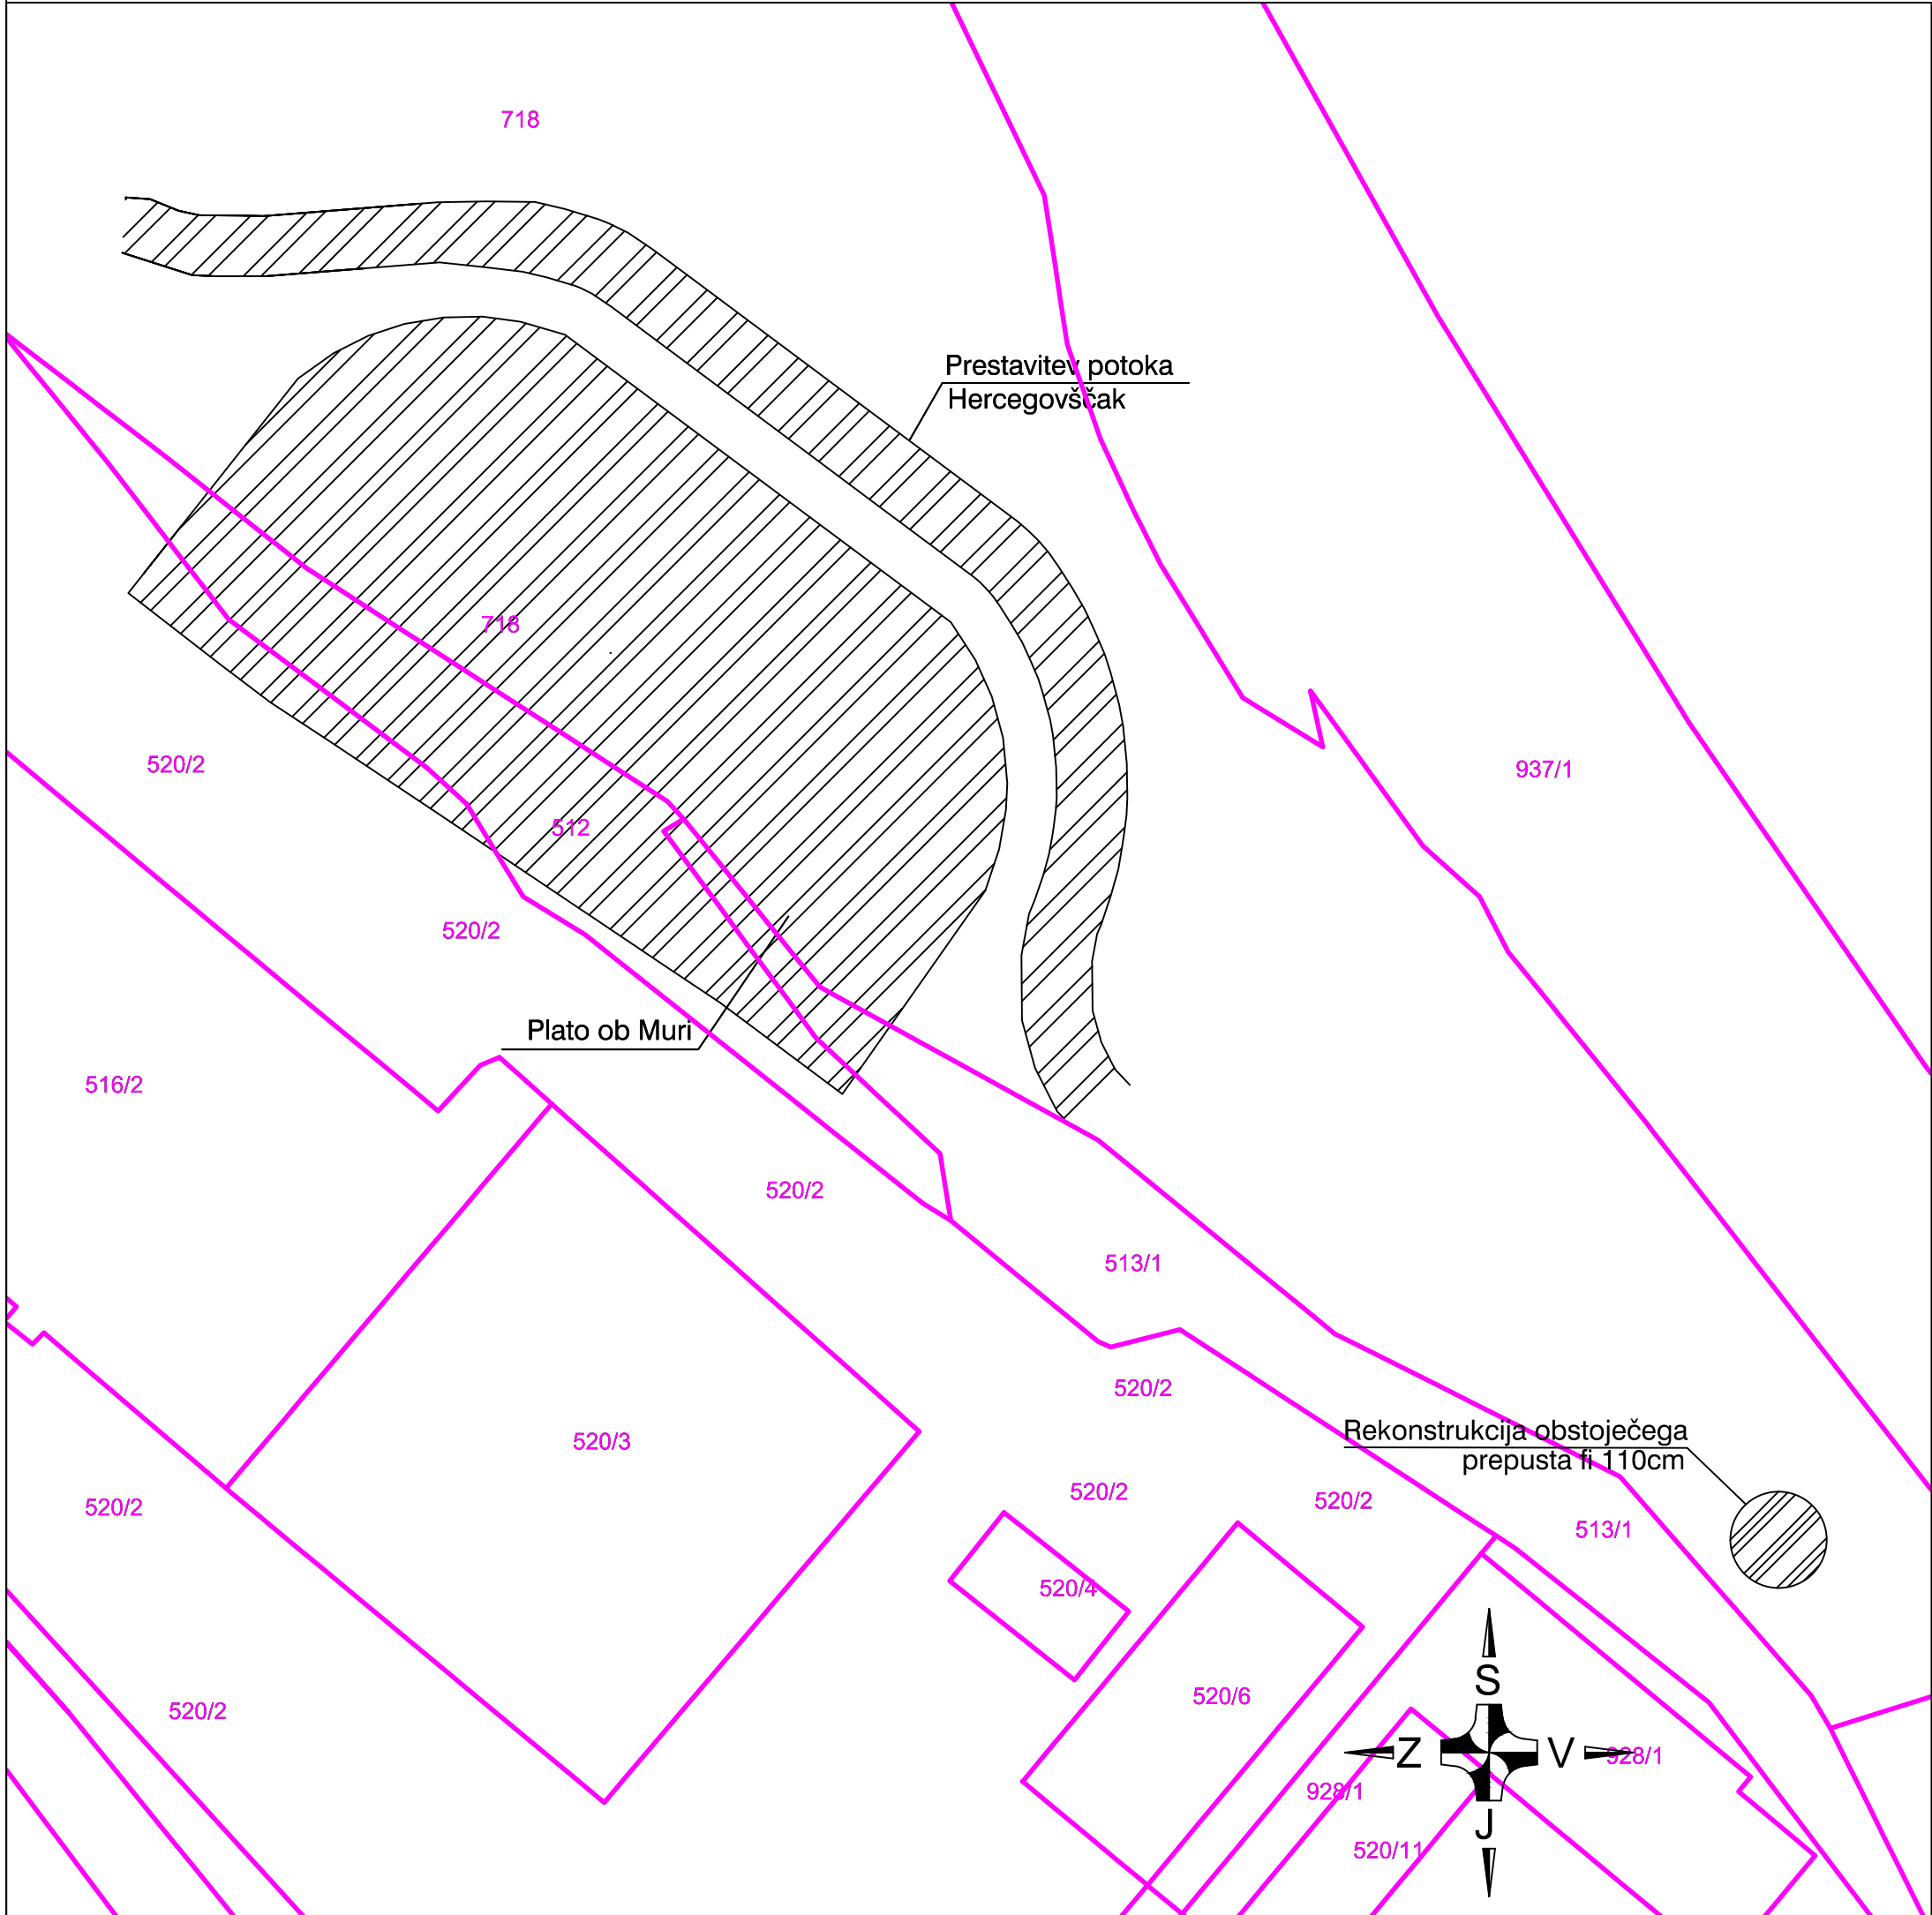 718
Prestavitev potoka
Hercegovščak
718
520/2
937/1
512
520/2
Plato ob Muri
516/2
520/2
513/1
520/2
Rekonstrukcija obstoječega
prepusta fi 110cm
520/3
520/2
520/2
520/2
513/1
520/4
S
520/6
520/2
Z
V
928/1
928/1
J
520/11